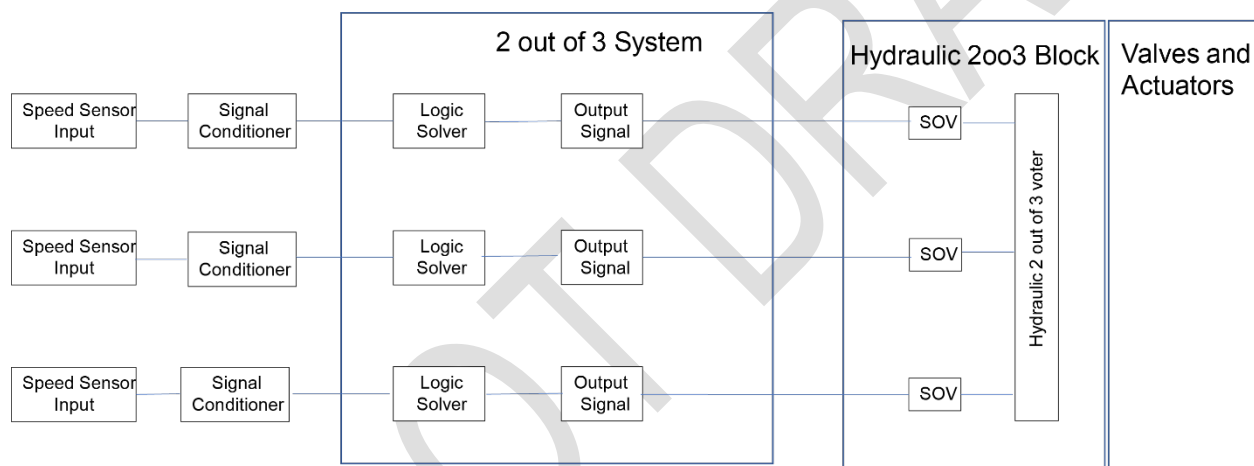 2 out of 3 System
Hydraulic 2oo3 Block
Valves and
Actuators
Speed Sensor
Input
Signal
Conditioner
Logic
Solver
Output
Signal
SOV
Speed Sensor
Input
Signal
Conditioner
Logic
Solver
Output
Signal
SOV
Hydraulic 2 out of 3 voter
Speed Sensor
Input
Signal
Conditioner
Logic
Solver
Output
Signal
SOV
OT DRA